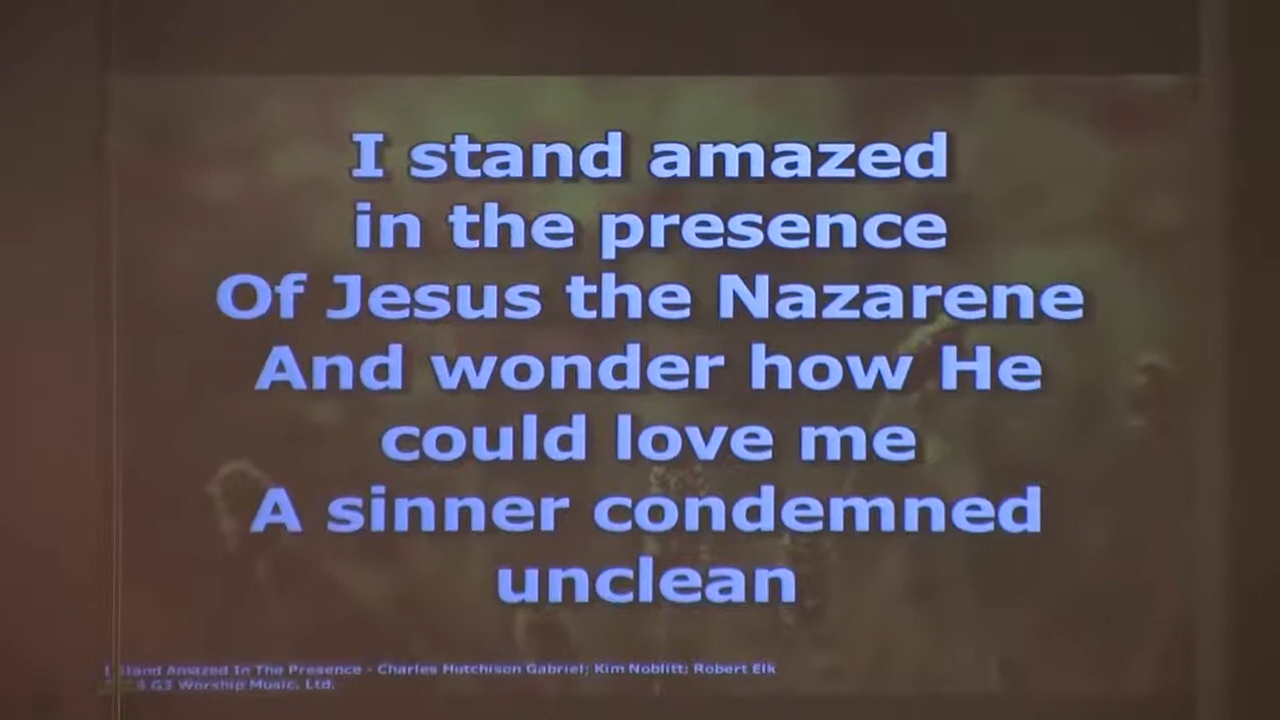 I stand amazed
in the presence
Of Jesus the Nazarene
And wonder how He
could love me
A sinner condemned
unclean
Stand Amazed In The Presence - Charles Hutchison Gabriel; Kim Noblitt; Robert Elk
G3 Worship Music, Ltd.